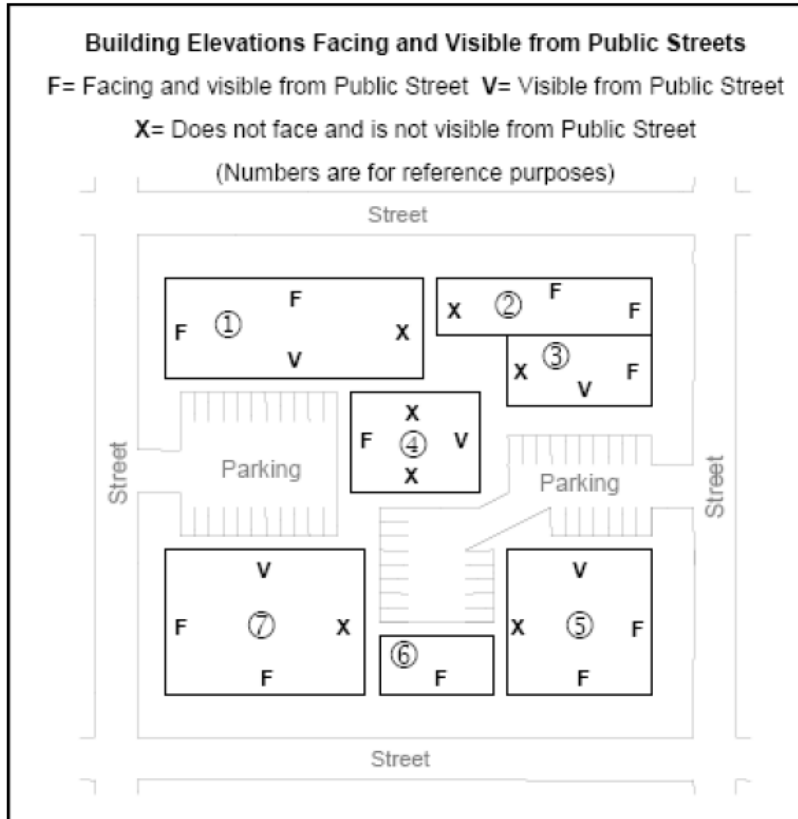 Building Elevations Facing and Visible from Public Streets
F= Facing and visible from Public Street V= Visible from Public Street
X= Does not face and is not visible from Public Street
(Numbers are for reference purposes)
Street
F
F ① X
V
X ② F F
X ③ F
V
X
F ④ V
X
Parking
Parking
Street
Street
V
F ⑦ X
F
⑥
F
V
X ⑤ F
F
Street